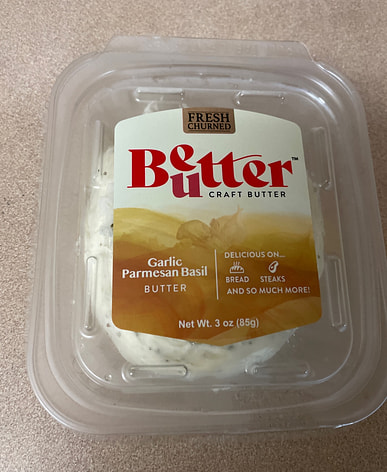 FRESH
CHURNED
Beutter™
CRAFT BUTTER
Garlic
Parmesan Basil
BUTTER
DELICIOUS ON...
BREAD STEAKS
AND SO MUCH MORE!
Net Wt. 3 oz (85g)